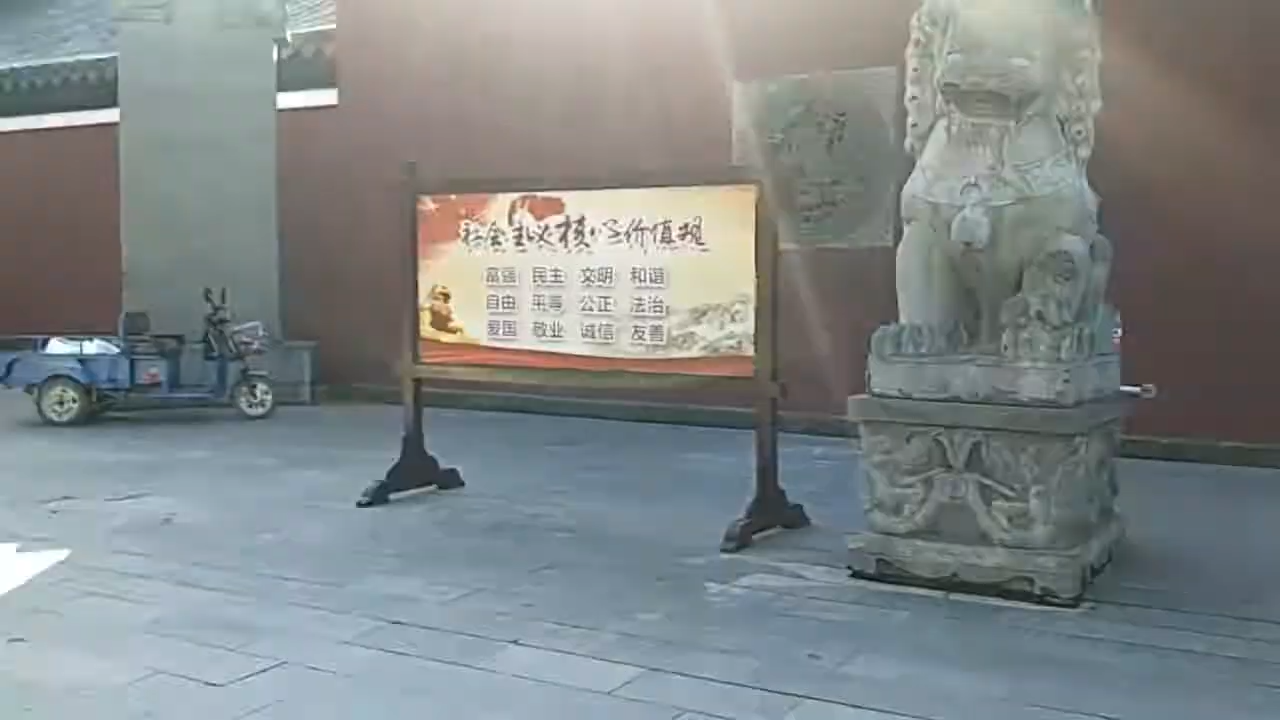 社会主义核心价值观
富强 民主 文明 和谐
自由 平等 公正 法治
爱国 敬业 诚信 友善